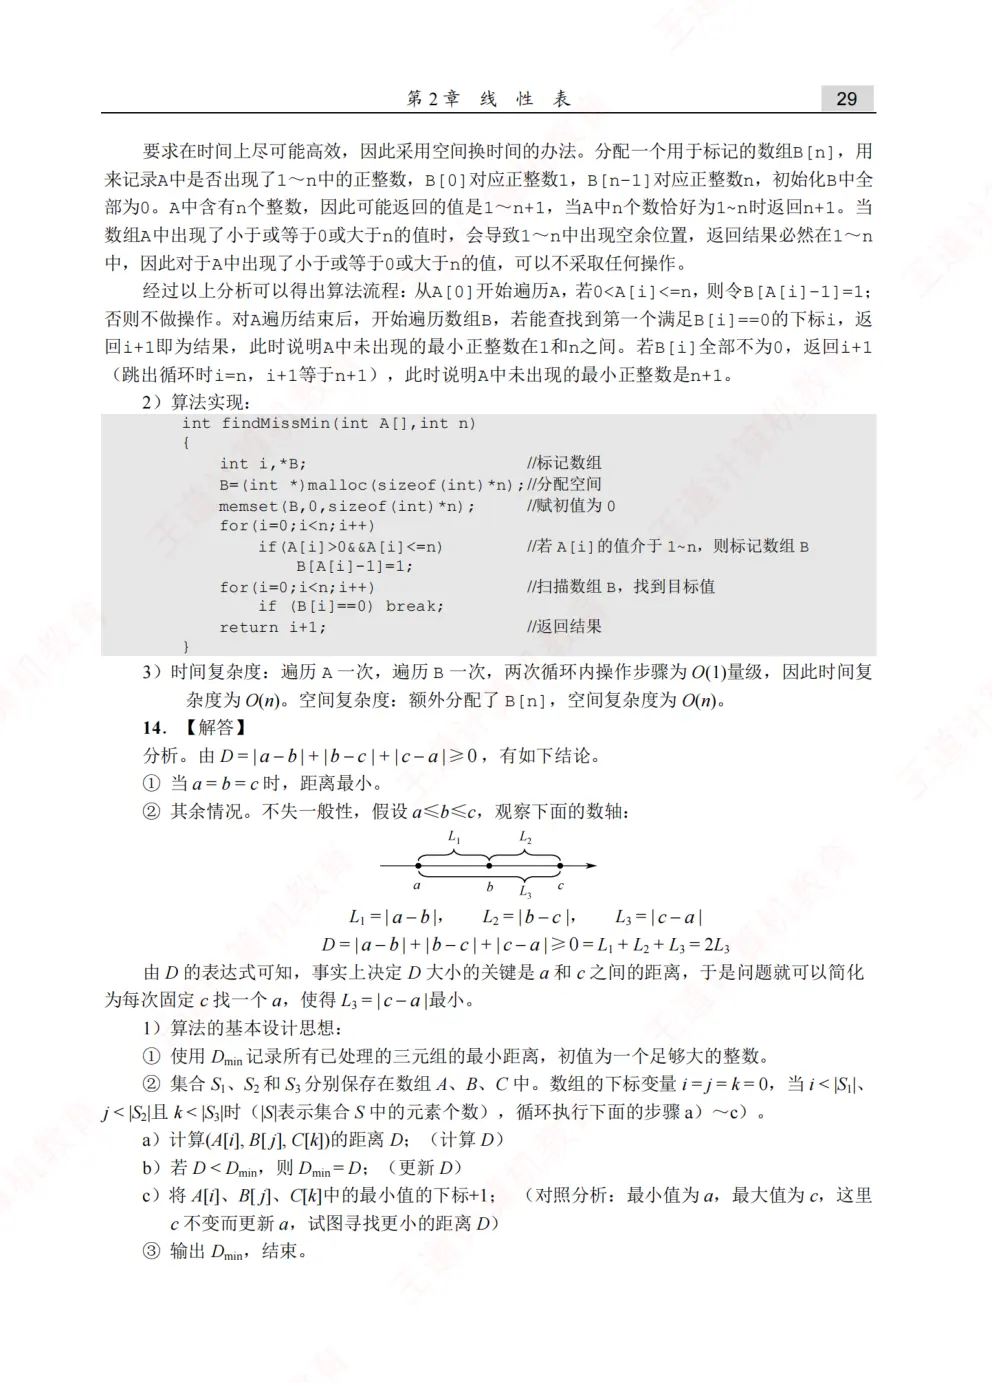 第 2 章　线　性　表　29
要求在时间上尽可能高效，因此采用空间换时间的办法。分配一个用于标记的数组B[n]，用
来记录A中是否出现了1～n中的正整数，B[0]对应正整数1，B[n-1]对应正整数n，初始化B中全
部为0。A中含有n个整数，因此可能返回的值是1～n+1，当A中n个数恰好为1~n时返回n+1。当
数组A中出现了小于或等于0或大于n的值时，会导致1～n中出现空余位置，返回结果必然在1～n
中，因此对于A中出现了小于或等于0或大于n的值，可以不采取任何操作。
经过以上分析可以得出算法流程：从A[0]开始遍历A，若0<A[i]<=n，则令B[A[i]-1]=1；
否则不做操作。对A遍历结束后，开始遍历数组B，若能查找到第一个满足B[i]==0的下标i，返
回i+1即为结果，此时说明A中未出现的最小正整数在1和n之间。若B[i]全部不为0，返回i+1
（跳出循环时i=n，i+1等于n+1），此时说明A中未出现的最小正整数是n+1。
2）算法实现：
int findMissMin(int A[],int n)
{
int i,*B; //标记数组
B=(int *)malloc(sizeof(int)*n);//分配空间
memset(B,0,sizeof(int)*n); //赋初值为 0
for(i=0;i<n;i++)
if(A[i]>0&&A[i]<=n) //若 A[i]的值介于 1~n，则标记数组 B
B[A[i]-1]=1;
for(i=0;i<n;i++) //扫描数组 B，找到目标值
if (B[i]==0) break;
return i+1; //返回结果
}
3）时间复杂度：遍历 A 一次，遍历 B 一次，两次循环内操作步骤为 O(1)量级，因此时间复
杂度为 O(n)。空间复杂度：额外分配了 B[n]，空间复杂度为 O(n)。
14．【解答】
分析。由 D = | a – b | + | b – c | + | c – a | ≥ 0，有如下结论。
① 当 a = b = c 时，距离最小。
② 其余情况。不失一般性，假设 a≤b≤c，观察下面的数轴：
L1　L2
a　b　L3　c
L1 = | a – b |，　L2 = | b – c |，　L3 = | c – a |
D = | a – b | + | b – c | + | c – a | ≥ 0 = L1 + L2 + L3 = 2L3
由 D 的表达式可知，事实上决定 D 大小的关键是 a 和 c 之间的距离，于是问题就可以简化
为每次固定 c 找一个 a，使得 L3 = | c – a |最小。
1）算法的基本设计思想：
① 使用 Dmin 记录所有已处理的三元组的最小距离，初值为一个足够大的整数。
② 集合 S1、S2 和 S3 分别保存在数组 A、B、C 中。数组的下标变量 i = j = k = 0，当 i < |S1|、
j < |S2|且 k < |S3|时（|S|表示集合 S 中的元素个数），循环执行下面的步骤 a）～c）。
a）计算(A[i], B[ j], C[k])的距离 D；（计算 D）
b）若 D < Dmin，则 Dmin = D；（更新 D）
c）将 A[i]、B[ j]、C[k]中的最小值的下标+1；　（对照分析：最小值为 a，最大值为 c，这里
c 不变而更新 a，试图寻找更小的距离 D）
③ 输出 Dmin，结束。